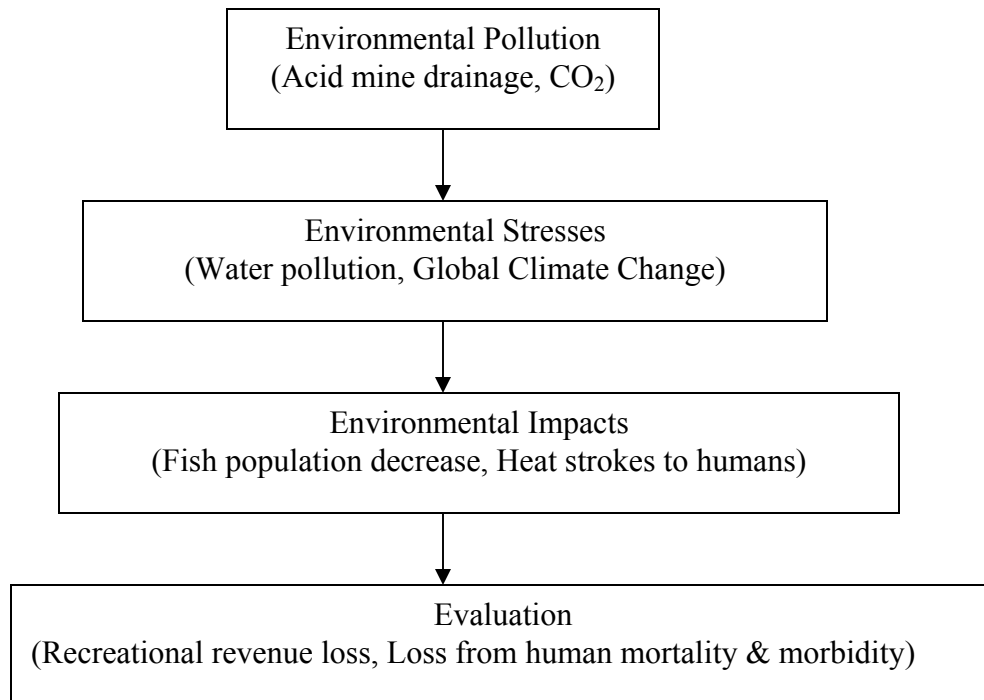 Environmental Pollution
(Acid mine drainage, CO₂)
Environmental Stresses
(Water pollution, Global Climate Change)
Environmental Impacts
(Fish population decrease, Heat strokes to humans)
Evaluation
(Recreational revenue loss, Loss from human mortality & morbidity)